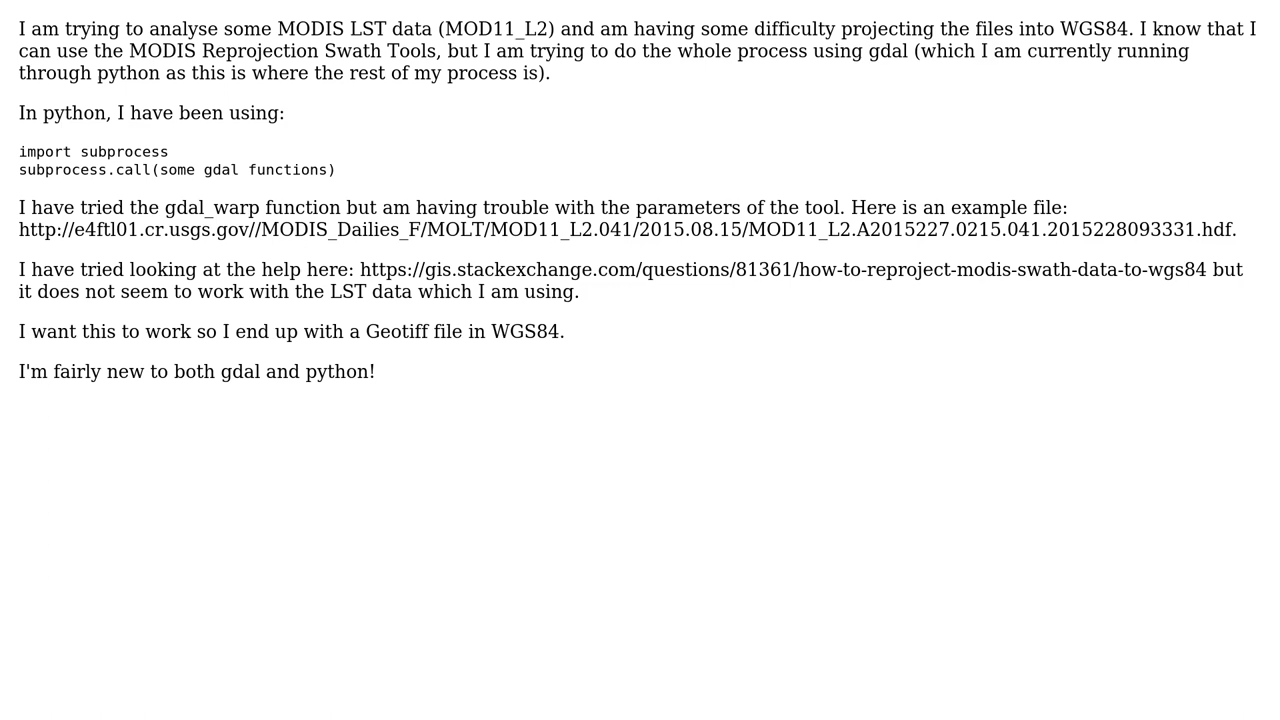 I am trying to analyse some MODIS LST data (MOD11_L2) and am having some difficulty projecting the files into WGS84. I know that I
can use the MODIS Reprojection Swath Tools, but I am trying to do the whole process using gdal (which I am currently running
through python as this is where the rest of my process is).
In python, I have been using:
import subprocess
subprocess.call(some gdal functions)
I have tried the gdal_warp function but am having trouble with the parameters of the tool. Here is an example file:
http://e4ftl01.cr.usgs.gov//MODIS_Dailies_F/MOLT/MOD11_L2.041/2015.08.15/MOD11_L2.A2015227.0215.041.2015228093331.hdf.
I have tried looking at the help here: https://gis.stackexchange.com/questions/81361/how-to-reproject-modis-swath-data-to-wgs84 but
it does not seem to work with the LST data which I am using.
I want this to work so I end up with a Geotiff file in WGS84.
I'm fairly new to both gdal and python!